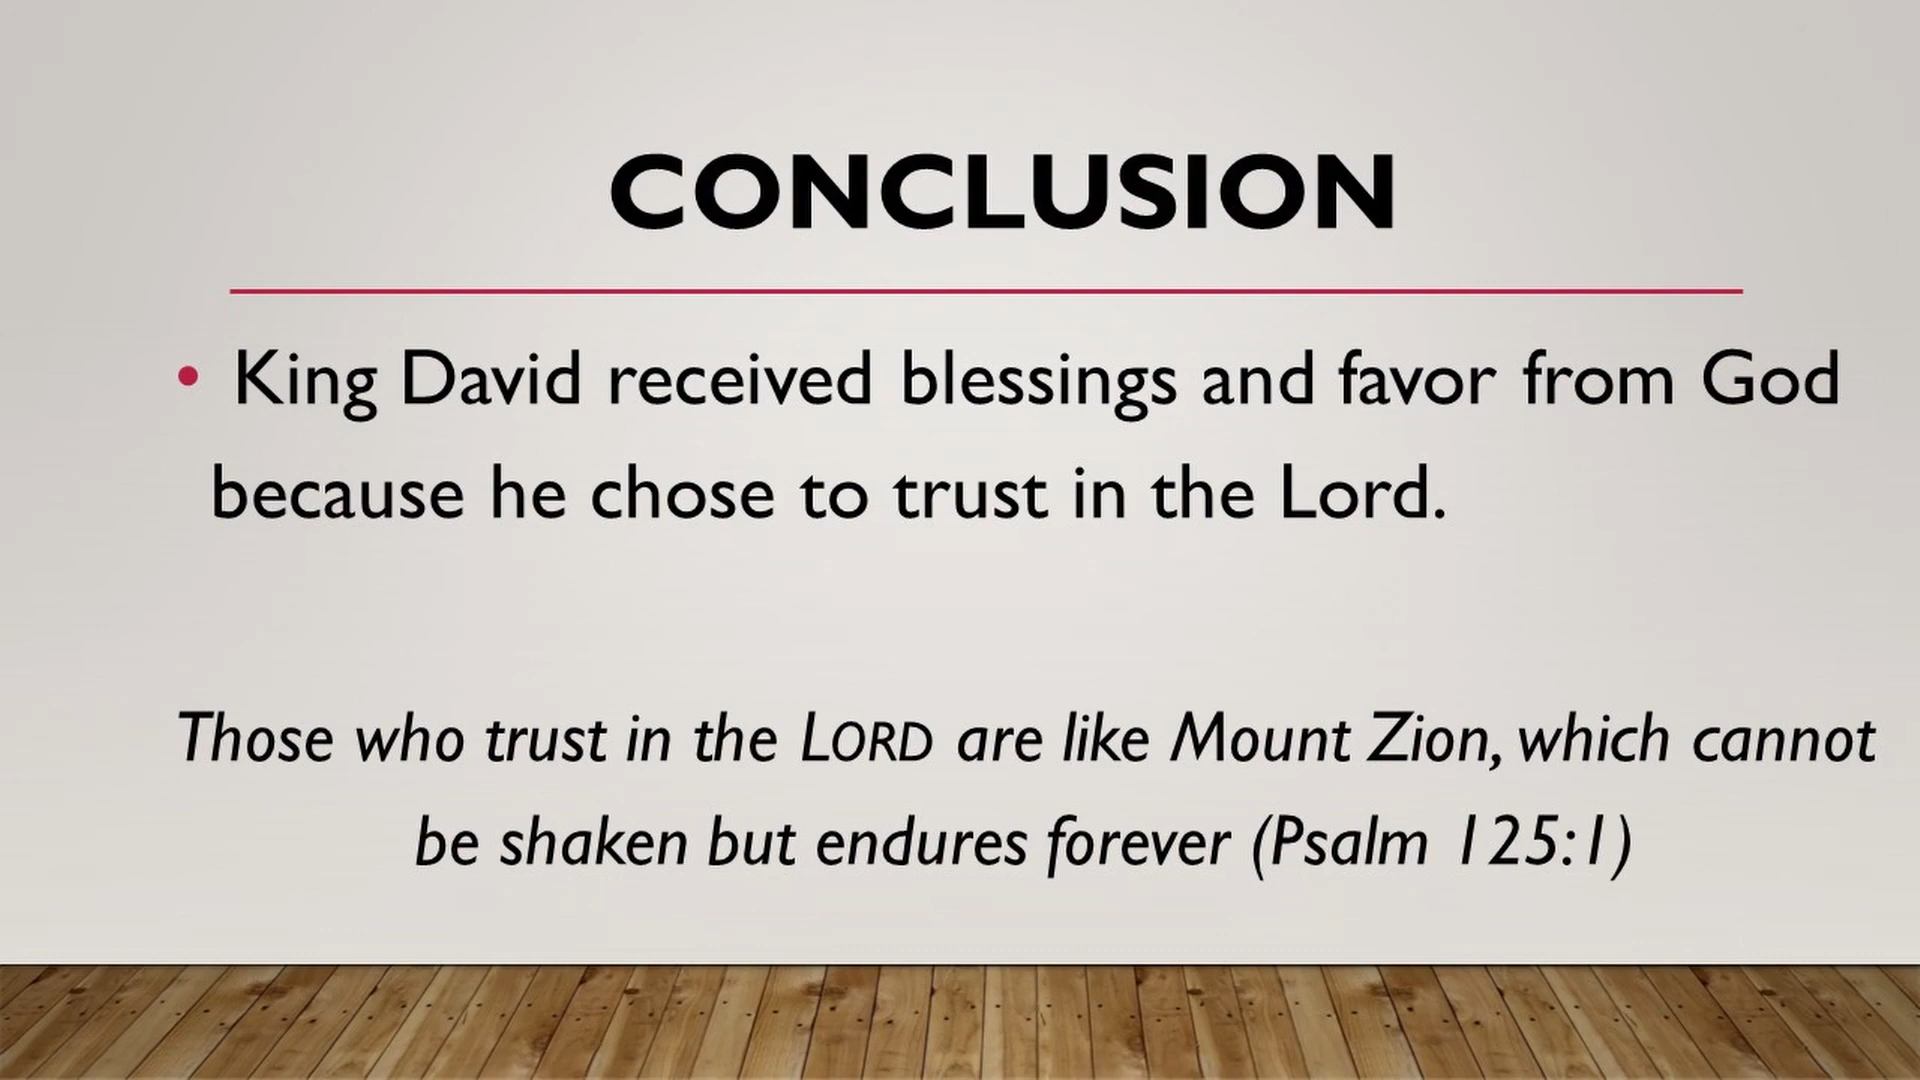 CONCLUSION
• King David received blessings and favor from God
because he chose to trust in the Lord.
Those who trust in the LORD are like Mount Zion, which cannot
be shaken but endures forever (Psalm 125:1)